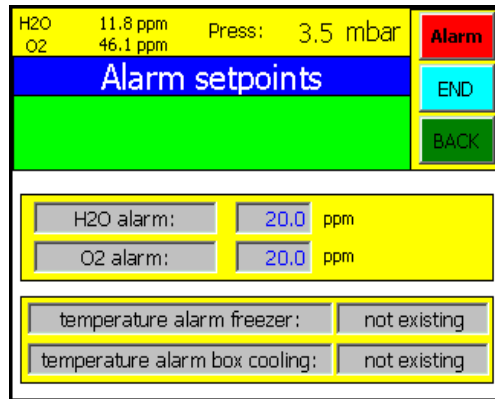 H2O 11.8 ppm Press: 3.5 mbar Alarm
O2 46.1 ppm
Alarm setpoints END
BACK
H2O alarm: 20.0 ppm
O2 alarm: 20.0 ppm
temperature alarm freezer: not existing
temperature alarm box cooling: not existing